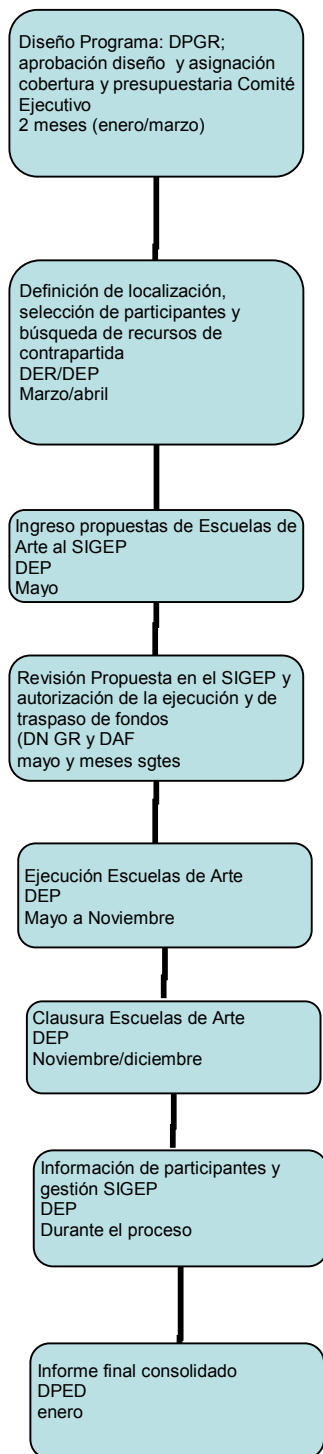 Diseño Programa: DPGR;
aprobación diseño y asignación
cobertura y presupuestaria Comité
Ejecutivo
2 meses (enero/marzo)
Definición de localización,
selección de participantes y
búsqueda de recursos de
contrapartida
DER/DEP
Marzo/abril
Ingreso propuestas de Escuelas de
Arte al SIGEP
DEP
Mayo
Revisión Propuesta en el SIGEP y
autorización de la ejecución y de
traspaso de fondos
(DN GR y DAF
mayo y meses sgtes
Ejecución Escuelas de Arte
DEP
Mayo a Noviembre
Clausura Escuelas de Arte
DEP
Noviembre/diciembre
Información de participantes y
gestión SIGEP
DEP
Durante el proceso
Informe final consolidado
DPED
enero